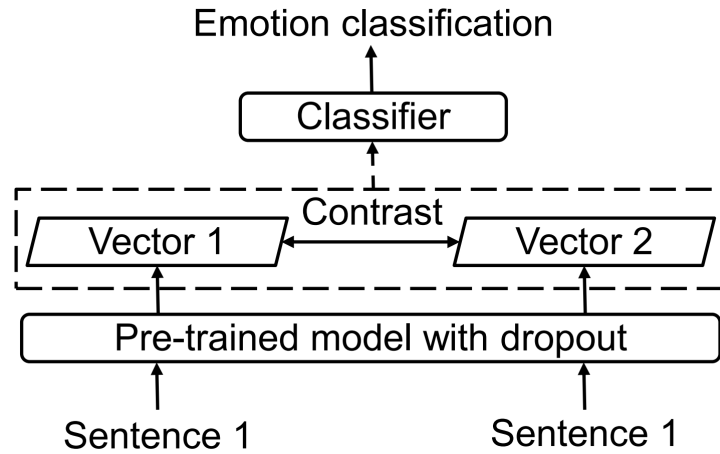 Emotion classification
Classifier
Contrast
Vector 1
Vector 2
Pre-trained model with dropout
Sentence 1
Sentence 1